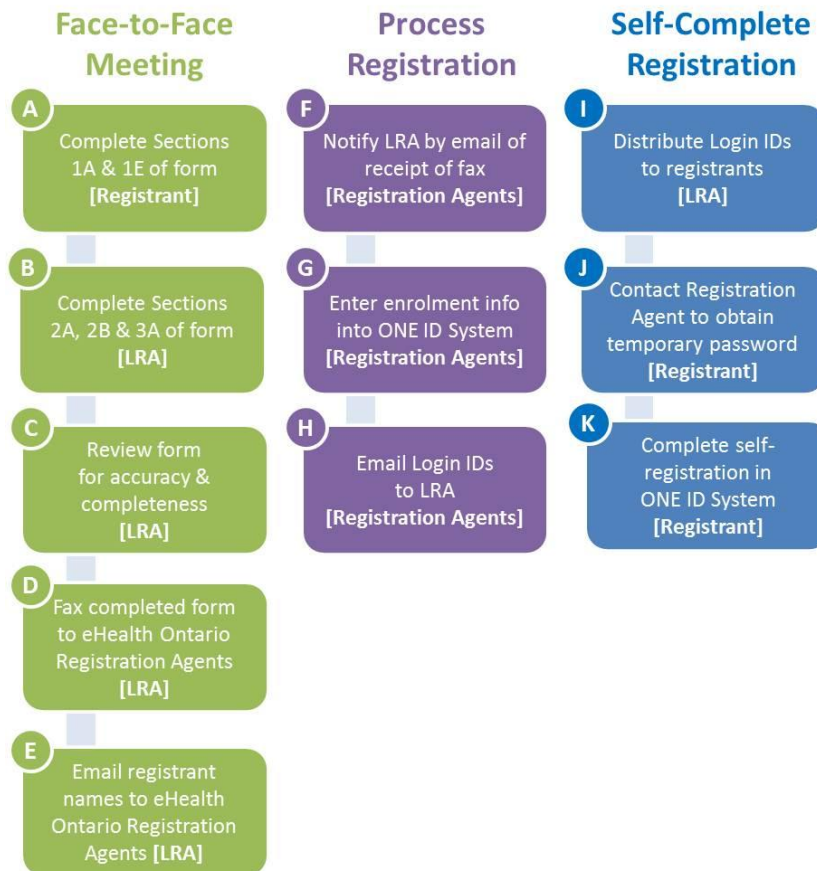 Face-to-Face
Meeting
A
Complete Sections
1A & 1E of form
[Registrant]
B
Complete Sections
2A, 2B & 3A of form
[LRA]
C
Review form
for accuracy &
completeness
[LRA]
D
Fax completed form
to eHealth Ontario
Registration Agents
[LRA]
E
Email registrant
names to eHealth
Ontario Registration
Agents [LRA]
Process
Registration
F
Notify LRA by email of
receipt of fax
[Registration Agents]
G
Enter enrolment info
into ONE ID System
[Registration Agents]
H
Email Login IDs
to LRA
[Registration Agents]
Self-Complete
Registration
I
Distribute Login IDs
to registrants
[LRA]
J
Contact Registration
Agent to obtain
temporary password
[Registrant]
K
Complete self-
registration in
ONE ID System
[Registrant]